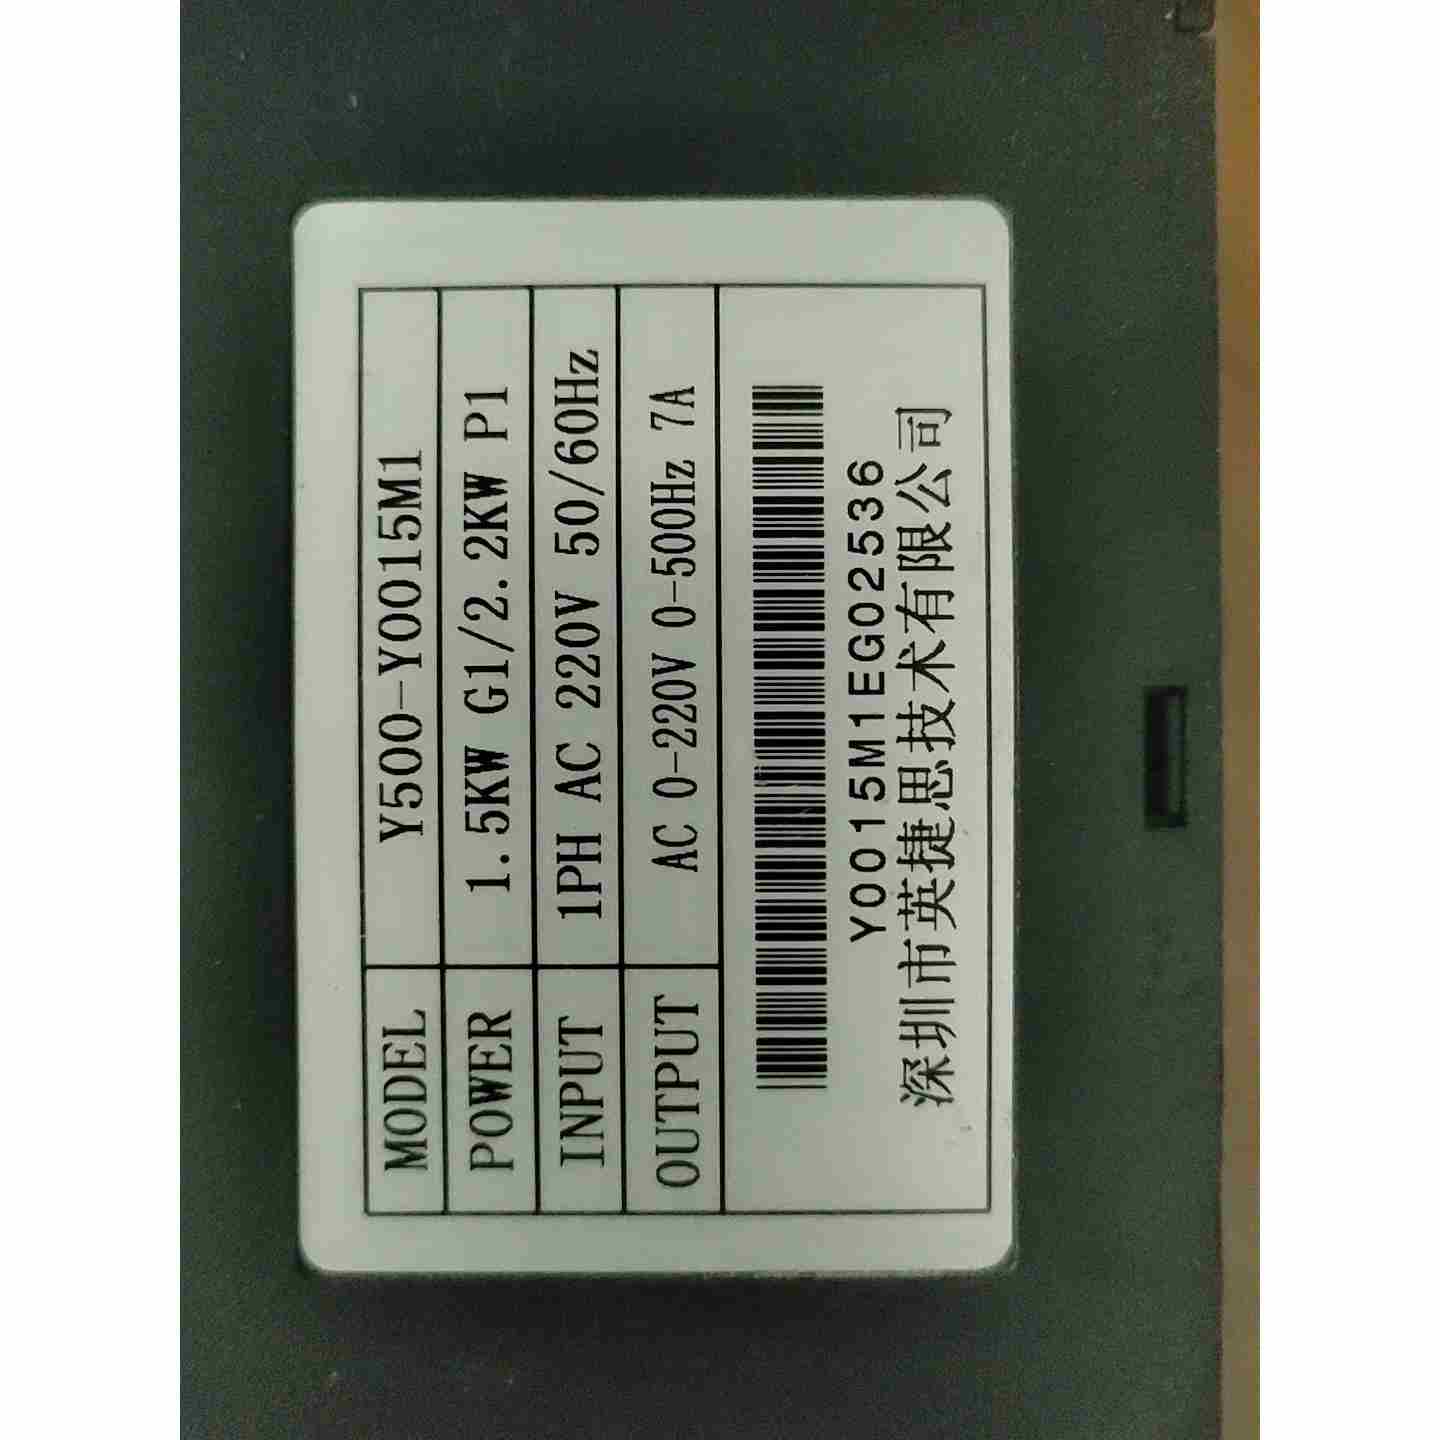 MODEL Y500-Y0015M1
POWER 1.5KW G1/2.2KW P1
INPUT 1PH AC 220V 50/60Hz
OUTPUT AC 0-220V 0-500Hz 7A
Y0015M1EG02536
深圳市英捷思技术有限公司